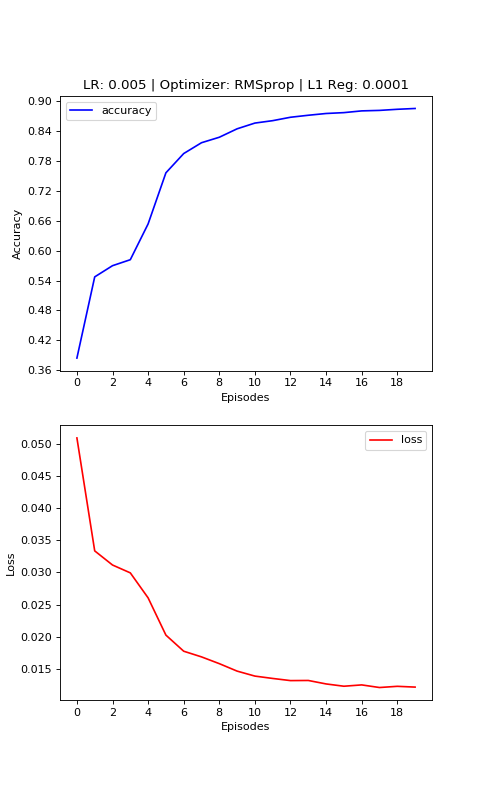 LR: 0.005 | Optimizer: RMSprop | L1 Reg: 0.0001
accuracy
0.90
0.84
0.78
0.72
0.66
0.60
0.54
0.48
0.42
0.36
Accuracy
0 2 4 6 8 10 12 14 16 18
Episodes
loss
0.050
0.045
0.040
0.035
0.030
0.025
0.020
0.015
Loss
0 2 4 6 8 10 12 14 16 18
Episodes